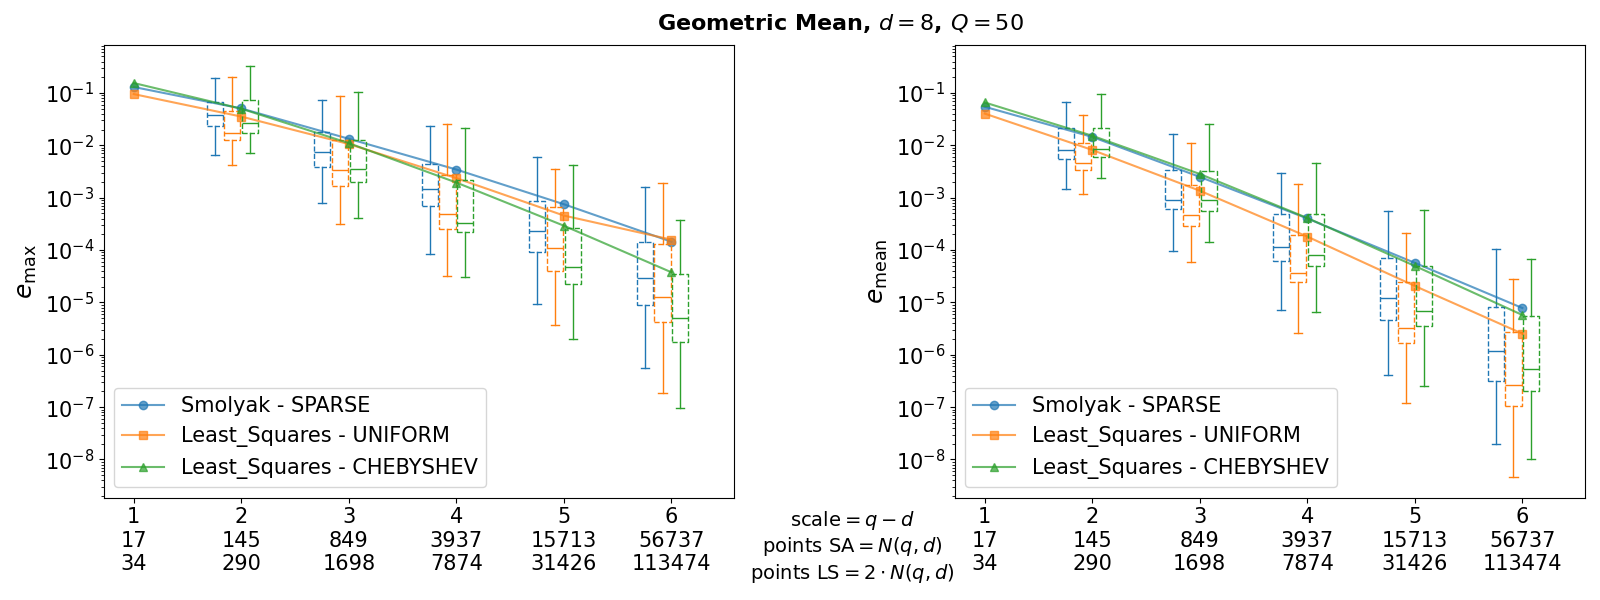 Geometric Mean, d = 8, Q = 50
10⁻¹
10⁻²
10⁻³
10⁻⁴
10⁻⁵
10⁻⁶
10⁻⁷
10⁻⁸
e_max
Smolyak - SPARSE
Least_Squares - UNIFORM
Least_Squares - CHEBYSHEV
1 2 3 4 5 6
17 145 849 3937 15713 56737
34 290 1698 7874 31426 113474
scale = q − d
points SA = N(q, d)
points LS = 2 · N(q, d)
10⁻¹
10⁻²
10⁻³
10⁻⁴
10⁻⁵
10⁻⁶
10⁻⁷
10⁻⁸
e_mean
Smolyak - SPARSE
Least_Squares - UNIFORM
Least_Squares - CHEBYSHEV
1 2 3 4 5 6
17 145 849 3937 15713 56737
34 290 1698 7874 31426 113474